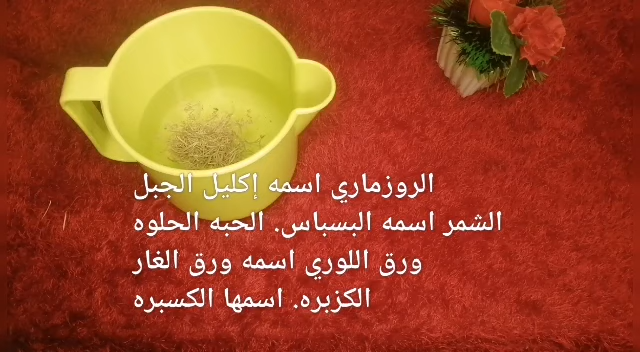 الروزماري اسمه إكليل الجبل
الشمر اسمه البسباس. الحبه الحلوه
ورق اللوري اسمه ورق الغار
الكزبره. اسمها الكسبره